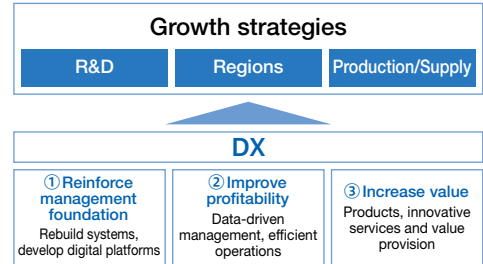 Growth strategies
R&D
Regions
Production/Supply
DX
①Reinforce
management
foundation
Rebuild systems,
develop digital platforms
②Improve
profitability
Data-driven
management, efficient
operations
③Increase value
Products, innovative
services and value
provision